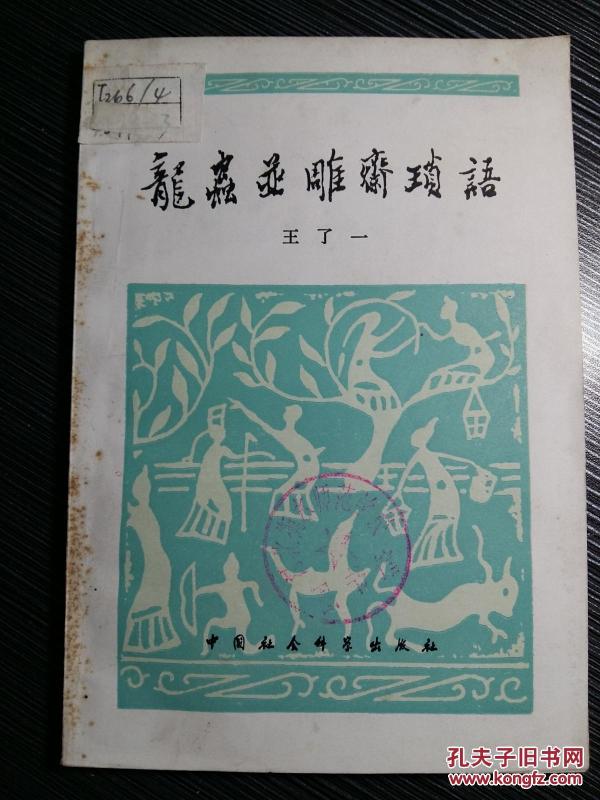 I266/4
3
龍蟲並雕齋瑣語
王了一
中国社会科学出版社
孔夫子旧书网
www.kongfz.com